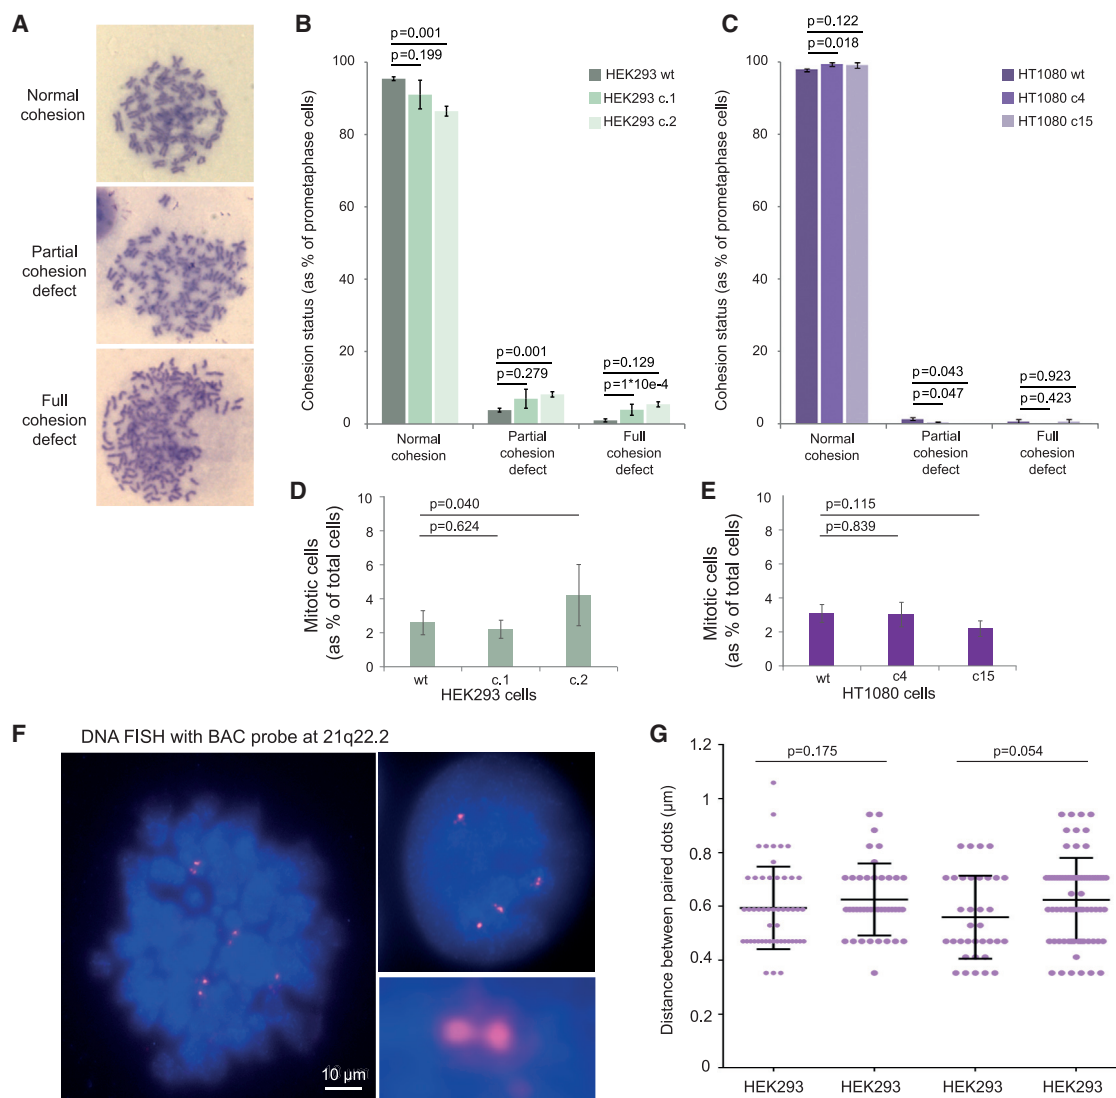 A
Normal
cohesion
Partial
cohesion
defect
Full
cohesion
defect
B
p=0.001
p=0.199
Cohesion status (as % of prometaphase cells)
100
80
60
40
20
0
HEK293 wt
HEK293 c.1
HEK293 c.2
p=0.001
p=0.279
p=0.129
p=1*10e-4
Normal
cohesion
Partial
cohesion
defect
Full
cohesion
defect
C
p=0.122
p=0.018
Cohesion status (as % of prometaphase cells)
100
80
60
40
20
0
HT1080 wt
HT1080 c4
HT1080 c15
p=0.043
p=0.047
p=0.923
p=0.423
Normal
cohesion
Partial
cohesion
defect
Full
cohesion
defect
D
Mitotic cells
(as % of total cells)
10
8
6
4
2
0
p=0.040
p=0.624
wt
c.1
c.2
HEK293 cells
E
Mitotic cells
(as % of total cells)
10
8
6
4
2
0
p=0.115
p=0.839
wt
c4
c15
HT1080 cells
F
DNA FISH with BAC probe at 21q22.2
10 µm
G
Distance between paired dots (µm)
1.2
1
0.8
0.6
0.4
0.2
0
p=0.175
p=0.054
HEK293
HEK293
HEK293
HEK293